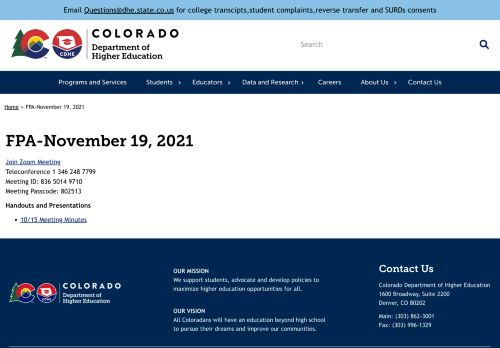 Email Questions@dhe.state.co.us for college transcipts,student complaints,reverse transfer and SURDs consents
COLORADO
Department of
Higher Education
CDHE
Search
Programs and Services Students Educators Data and Research Careers About Us Contact Us
Home › FPA-November 19, 2021
FPA-November 19, 2021
Join Zoom Meeting
Teleconference 1 346 248 7799
Meeting ID: 836 5014 9710
Meeting Passcode: 802513
Handouts and Presentations
10/15 Meeting Minutes
COLORADO
Department of
Higher Education
CDHE
OUR MISSION
We support students, advocate and develop policies to
maximize higher education opportunities for all.
OUR VISION
All Coloradans will have an education beyond high school
to pursue their dreams and improve our communities.
Contact Us
Colorado Department of Higher Education
1600 Broadway, Suite 2200
Denver, CO 80202
Main: (303) 862-3001
Fax: (303) 996-1329